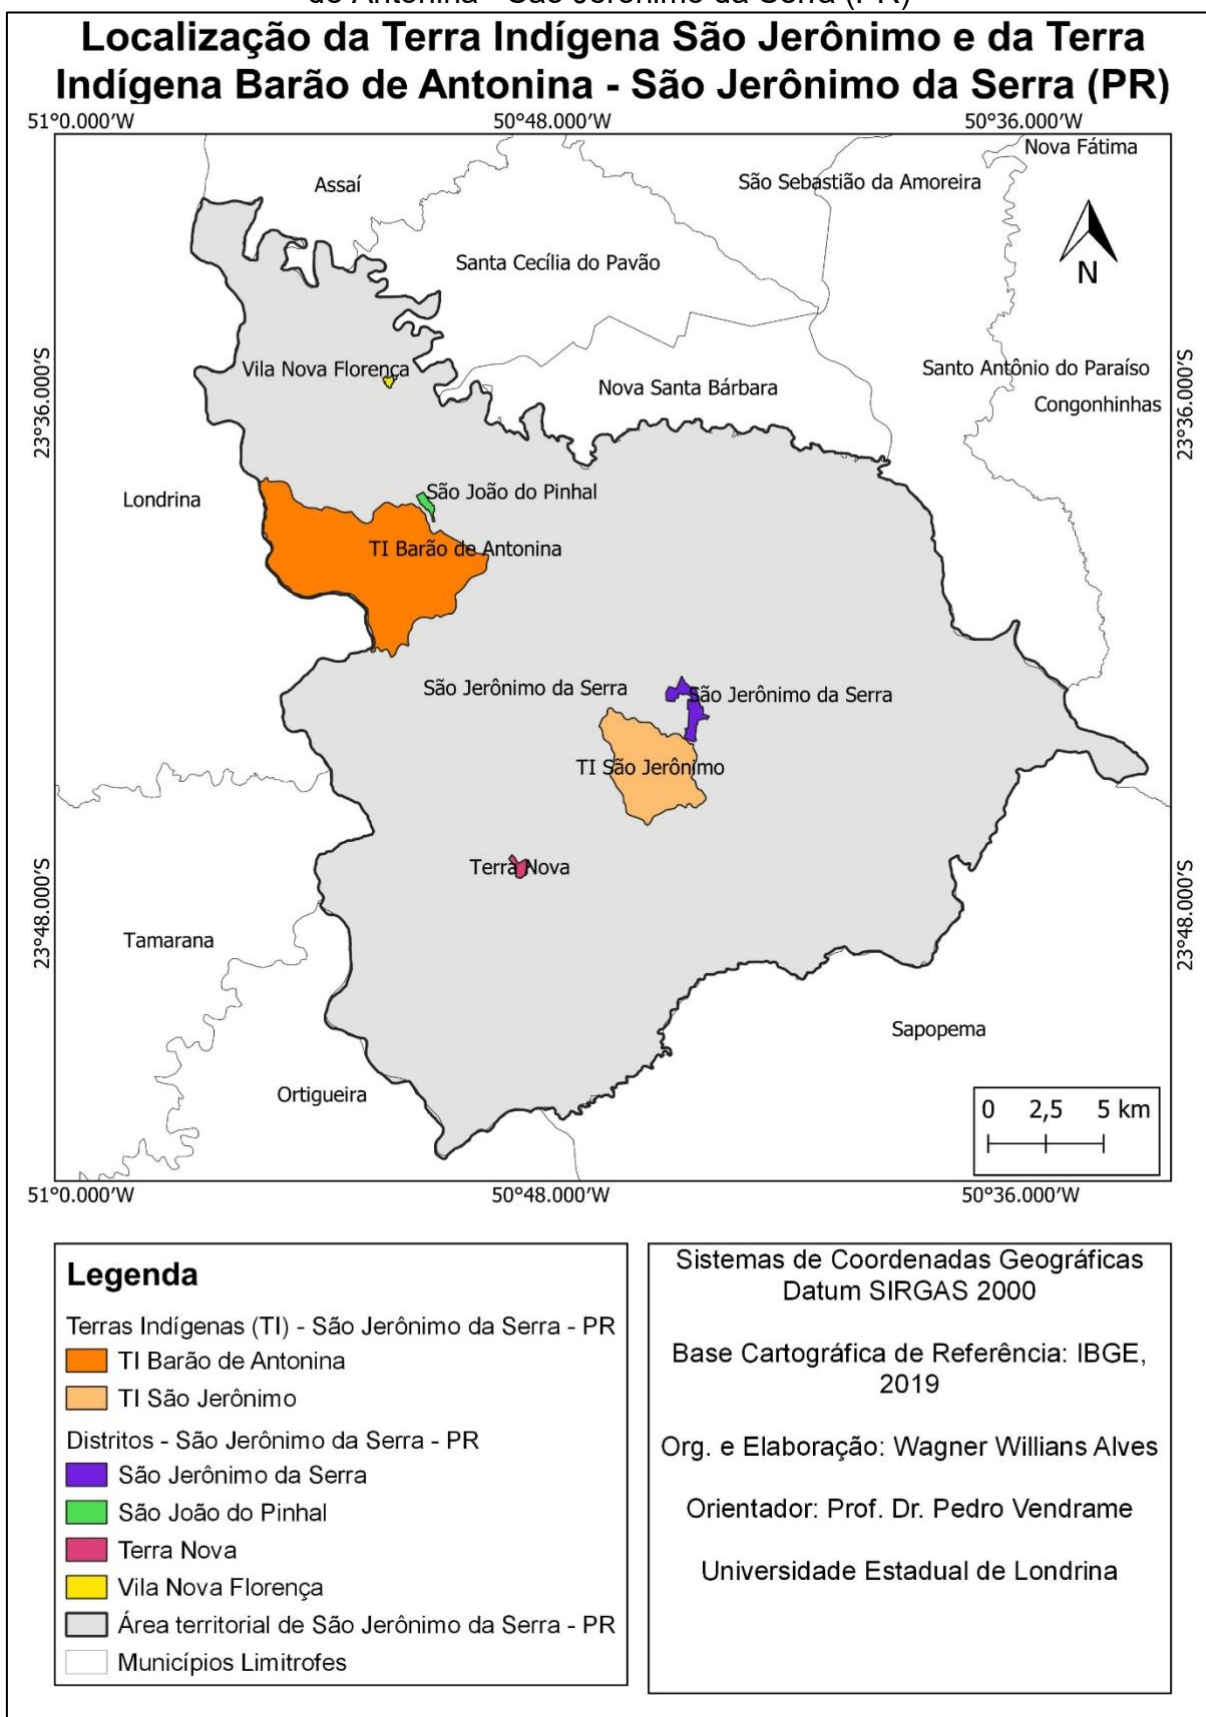 de Antonina - São Jerônimo da Serra (PR)
Localização da Terra Indígena São Jerônimo e da Terra
Indígena Barão de Antonina - São Jerônimo da Serra (PR)
51°0.000′W
50°48.000′W
50°36.000′W
Nova Fátima
Assaí
São Sebastião da Amoreira
N
Santa Cecília do Pavão
23°36.000′S
23°36.000′S
Vila Nova Florença
Santo Antônio do Paraíso
Nova Santa Bárbara
Congonhinhas
Londrina
São João do Pinhal
TI Barão de Antonina
São Jerônimo da Serra
São Jerônimo da Serra
TI São Jerônimo
Terra Nova
23°48.000′S
23°48.000′S
Tamarana
Sapopema
Ortigueira
0 2,5 5 km
51°0.000′W
50°48.000′W
50°36.000′W
Legenda
Terras Indígenas (TI) - São Jerônimo da Serra - PR
TI Barão de Antonina
TI São Jerônimo
Distritos - São Jerônimo da Serra - PR
São Jerônimo da Serra
São João do Pinhal
Terra Nova
Vila Nova Florença
Área territorial de São Jerônimo da Serra - PR
Municípios Limitrofes
Sistemas de Coordenadas Geográficas
Datum SIRGAS 2000
Base Cartográfica de Referência: IBGE,
2019
Org. e Elaboração: Wagner Willians Alves
Orientador: Prof. Dr. Pedro Vendrame
Universidade Estadual de Londrina